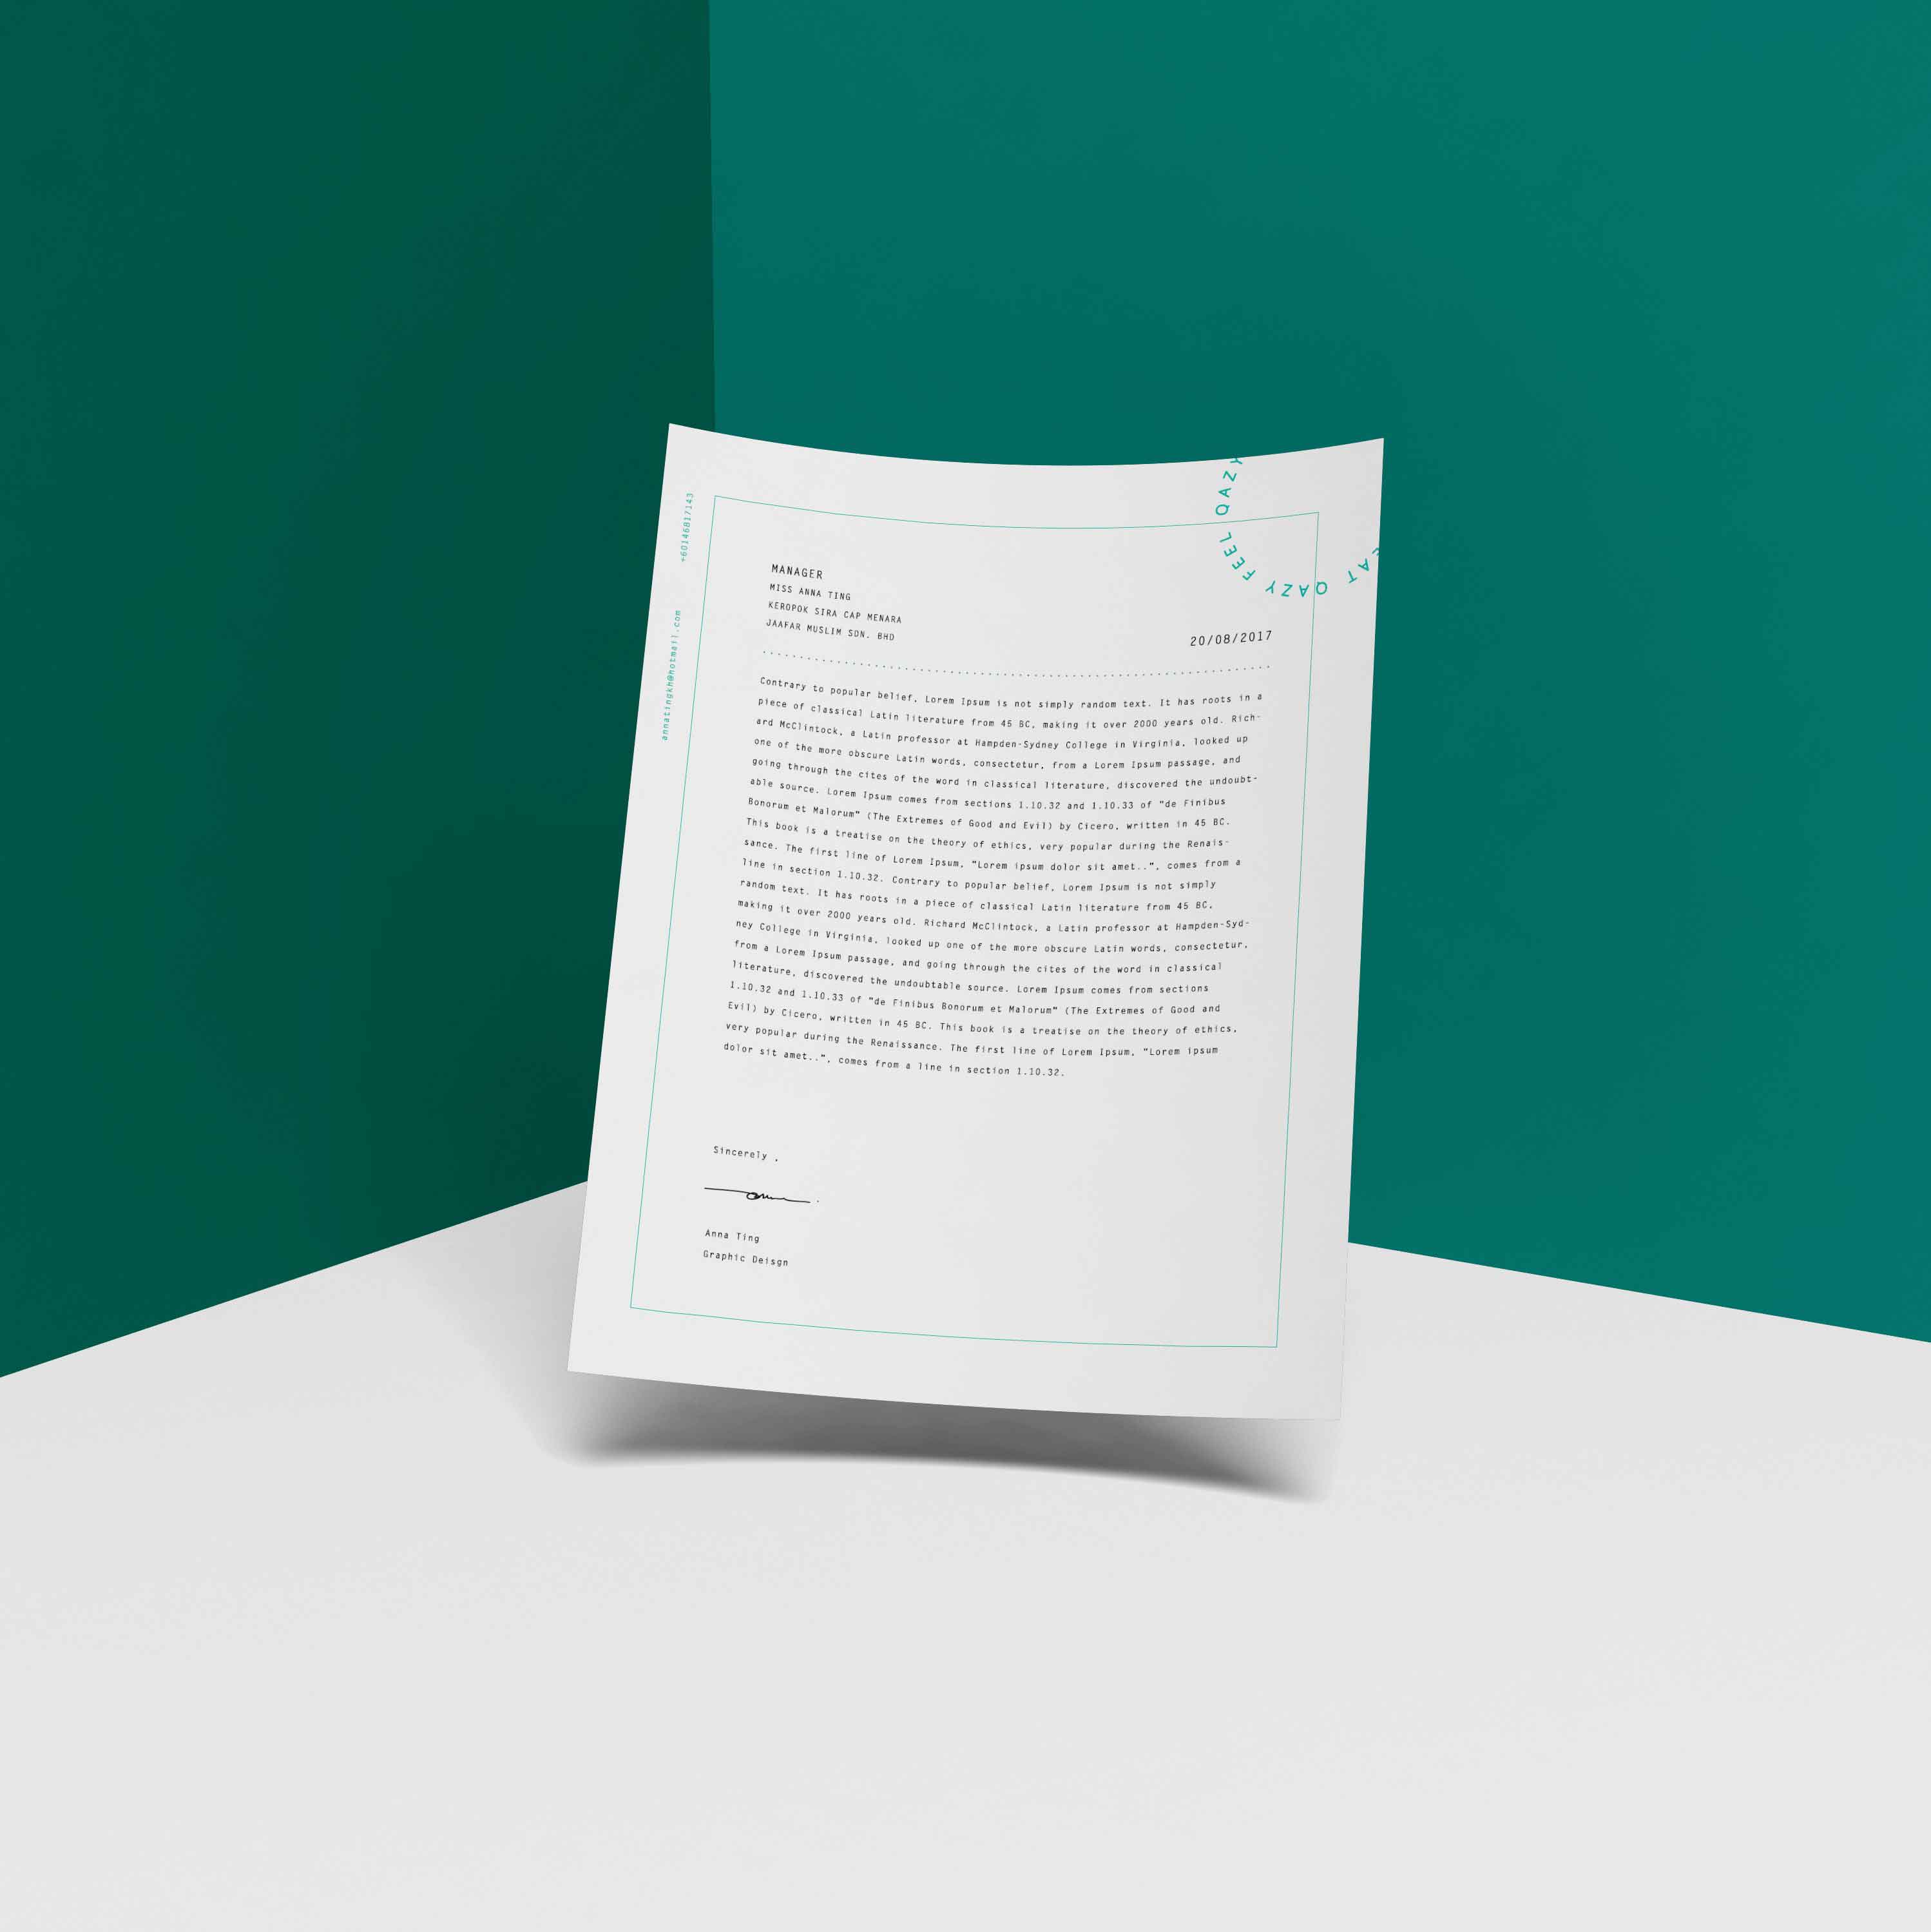 +60146817143
annatingkh@hotmail.com
QAZY FEEL QAZY
MANAGER
MISS ANNA TING
KEROPOK SIRA CAP MENARA
JAAFAR MUSLIM SDN. BHD
20/08/2017
Contrary to popular belief, Lorem Ipsum is not simply random text. It has roots in a
piece of classical Latin literature from 45 BC, making it over 2000 years old. Rich-
ard McClintock, a Latin professor at Hampden-Sydney College in Virginia, looked up
one of the more obscure Latin words, consectetur, from a Lorem Ipsum passage, and
going through the cites of the word in classical literature, discovered the undoubt-
able source. Lorem Ipsum comes from sections 1.10.32 and 1.10.33 of "de Finibus
Bonorum et Malorum" (The Extremes of Good and Evil) by Cicero, written in 45 BC.
This book is a treatise on the theory of ethics, very popular during the Renais-
sance. The first line of Lorem Ipsum, "Lorem ipsum dolor sit amet..", comes from a
line in section 1.10.32. Contrary to popular belief, Lorem Ipsum is not simply
random text. It has roots in a piece of classical Latin literature from 45 BC,
making it over 2000 years old. Richard McClintock, a Latin professor at Hampden-Syd-
ney College in Virginia, looked up one of the more obscure Latin words, consectetur,
from a Lorem Ipsum passage, and going through the cites of the word in classical
literature, discovered the undoubtable source. Lorem Ipsum comes from sections
1.10.32 and 1.10.33 of "de Finibus Bonorum et Malorum" (The Extremes of Good and
Evil) by Cicero, written in 45 BC. This book is a treatise on the theory of ethics,
very popular during the Renaissance. The first line of Lorem Ipsum, "Lorem ipsum
dolor sit amet..", comes from a line in section 1.10.32.
Sincerely ,
Anna Ting
Graphic Deisgn